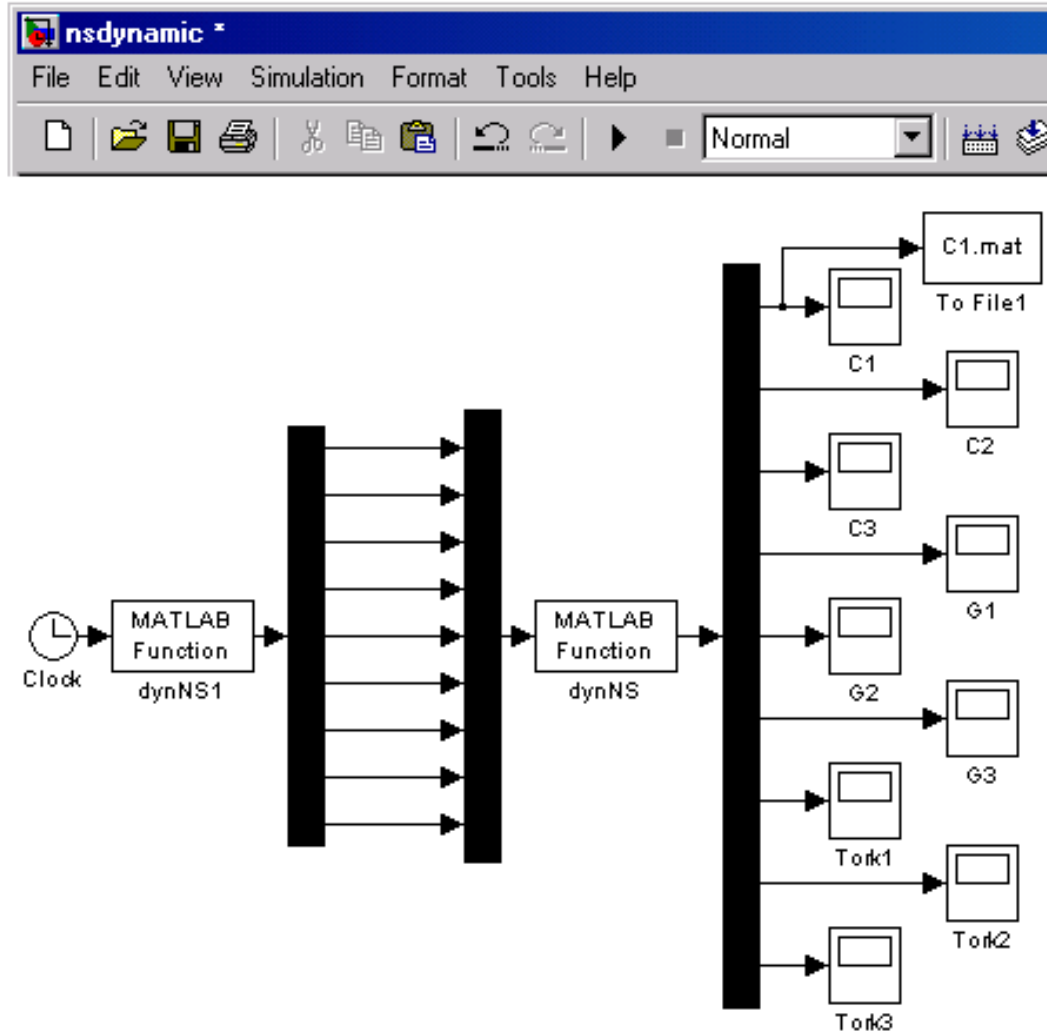 nsdynamic *
File Edit View Simulation Format Tools Help
Normal
C1.mat
To File1
C1
C2
C3
G1
MATLAB
Function
dynNS1
MATLAB
Function
dynNS
Clock
G2
G3
Tork1
Tork2
Tork3